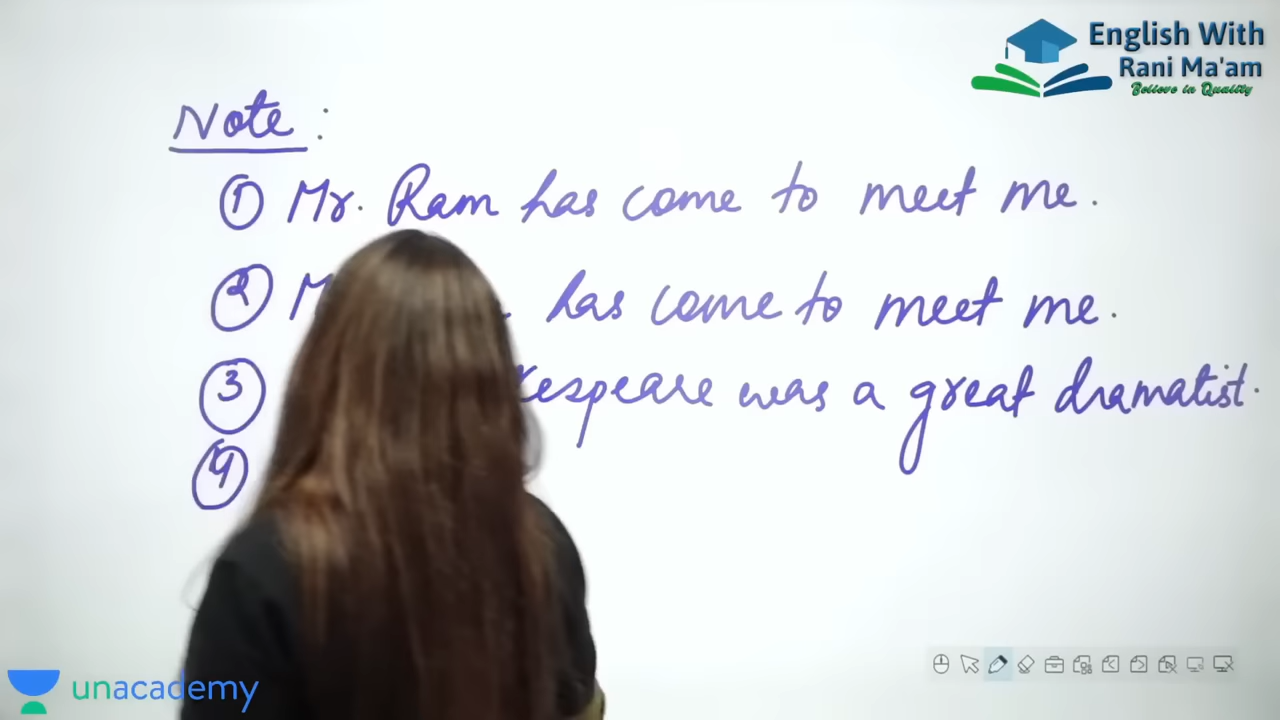 English With
Rani Ma'am
Believe in Quality
Note :
① Mr. Ram has come to meet me.
② has come to meet me.
③ was a great dramatist.
④
unacademy